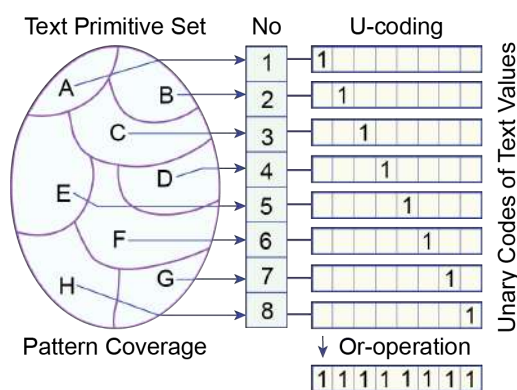 Text Primitive Set No U-coding
A 1 1
B 2 1
C 3 1
D 4 1
E 5 1
F 6 1
G 7 1
H 8 1
Unary Codes of Text Values
Pattern Coverage Or-operation
1 1 1 1 1 1 1 1